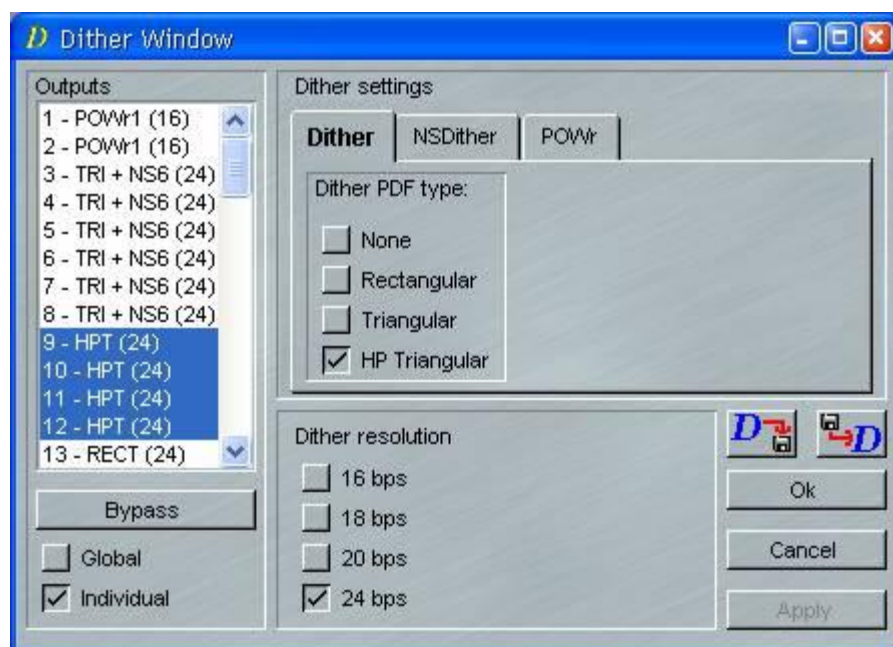 D Dither Window
Outputs
1 - POWr1 (16)
2 - POWr1 (16)
3 - TRI + NS6 (24)
4 - TRI + NS6 (24)
5 - TRI + NS6 (24)
6 - TRI + NS6 (24)
7 - TRI + NS6 (24)
8 - TRI + NS6 (24)
9 - HPT (24)
10 - HPT (24)
11 - HPT (24)
12 - HPT (24)
13 - RECT (24)
Bypass
Global
Individual
Dither settings
Dither NSDither POWr
Dither PDF type:
None
Rectangular
Triangular
HP Triangular
Dither resolution
16 bps
18 bps
20 bps
24 bps
D D
Ok
Cancel
Apply